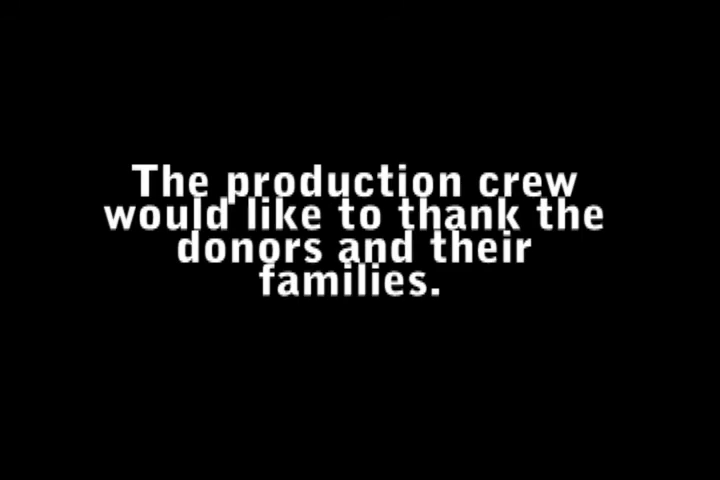 The production crew
would like to thank the
donors and their
families.